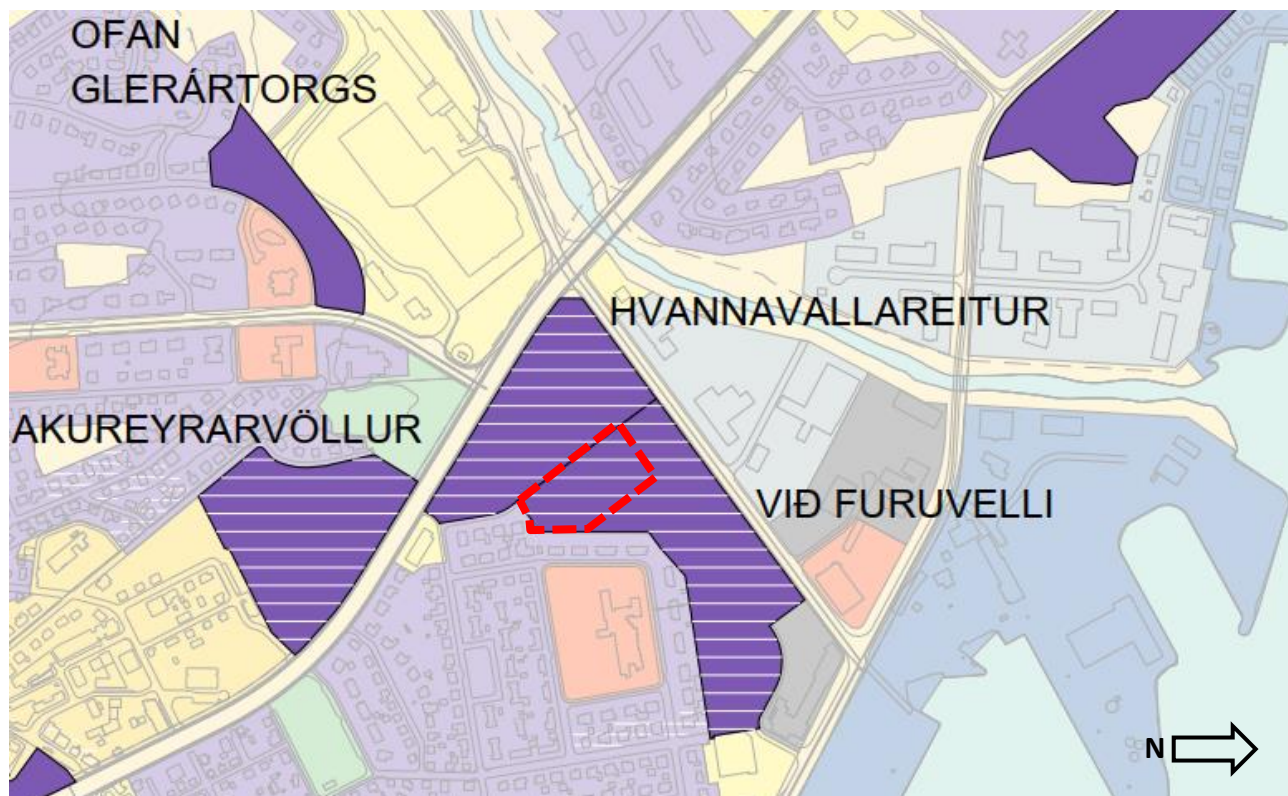 OFAN
GLERÁRTORGS
HVANNAVALLAREITUR
AKUREYRARVÖLLUR
VIÐ FURUVELLI
N